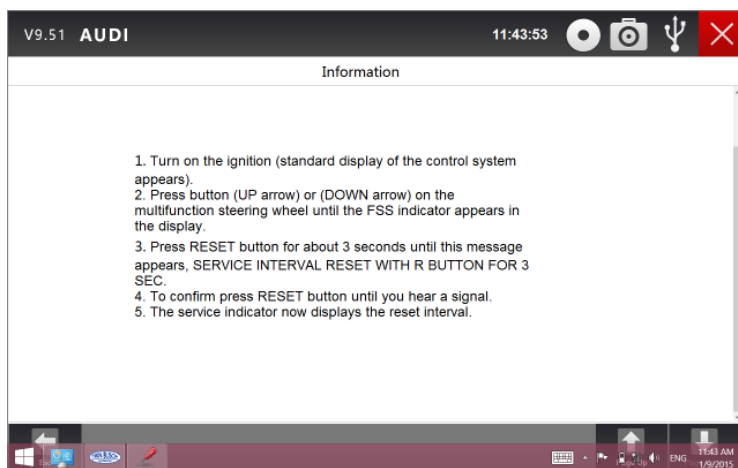 V9.51 AUDI 11:43:53
Information
1. Turn on the ignition (standard display of the control system
appears).
2. Press button (UP arrow) or (DOWN arrow) on the
multifunction steering wheel until the FSS indicator appears in
the display.
3. Press RESET button for about 3 seconds until this message
appears, SERVICE INTERVAL RESET WITH R BUTTON FOR 3
SEC.
4. To confirm press RESET button until you hear a signal.
5. The service indicator now displays the reset interval.
ENG 11:43 AM
1/9/2015